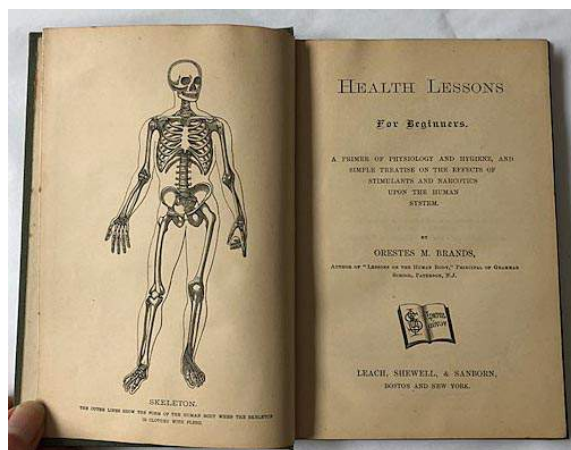 SKELETON.
THE OUTER LINES SHOW THE FORM OF THE HUMAN BODY WHEN THE SKELETON
IS CLOTHED WITH FLESH.
HEALTH LESSONS
For Beginners.
A PRIMER OF PHYSIOLOGY AND HYGIENE, AND
SIMPLE TREATISE ON THE EFFECTS OF
STIMULANTS AND NARCOTICS
UPON THE HUMAN
SYSTEM.
BY
ORESTES M. BRANDS,
AUTHOR OF "LESSONS ON THE HUMAN BODY," PRINCIPAL OF GRAMMAR
SCHOOL, PATERSON, N.J.
LEACH, SHEWELL, & SANBORN,
BOSTON AND NEW YORK.